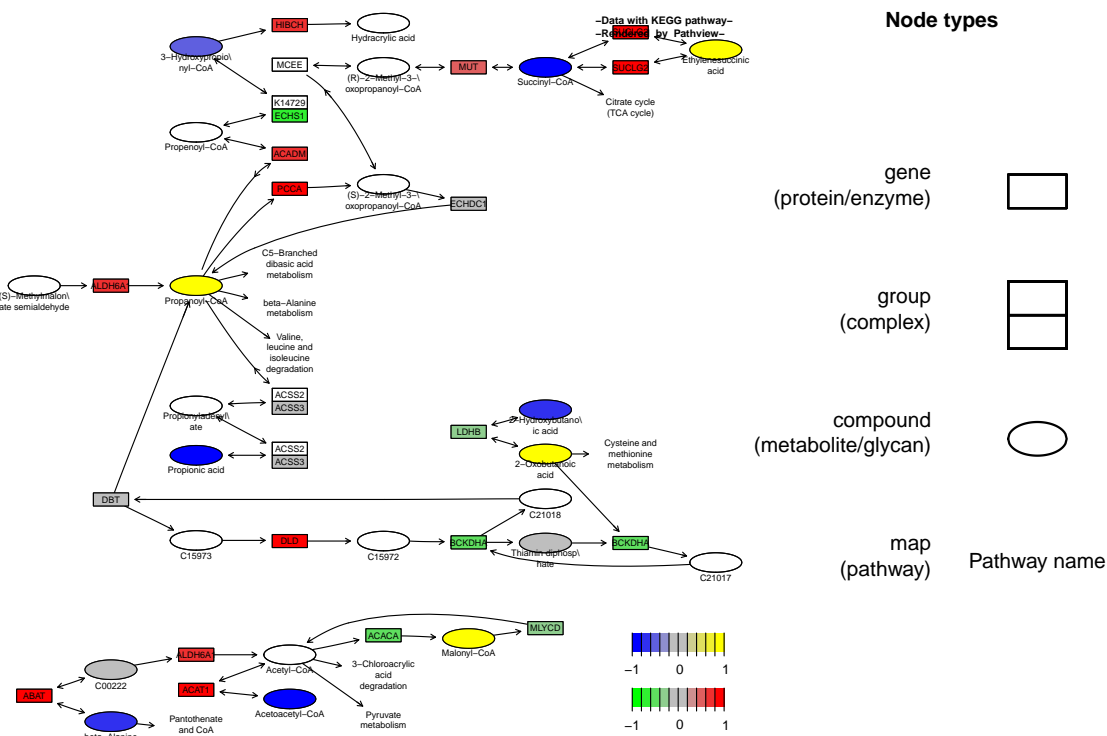 –Data with KEGG pathway–
–Rendered by Pathview–
Node types
HIBCH
Hydracrylic acid
3–Hydroxypropio\
nyl–CoA
MCEE
(R)–2–Methyl–3–\
oxopropanoyl–CoA
MUT
Succinyl–CoA
SUCLG2
Ethylenesuccinic
acid
Citrate cycle
(TCA cycle)
K14729
ECHS1
Propenoyl–CoA
ACADM
PCCA
(S)–2–Methyl–3–\
oxopropanoyl–CoA
ECHDC1
gene
(protein/enzyme)
C5–Branched
dibasic acid
metabolism
(S)–Methylmalon\
ate semialdehyde
ALDH6A1
Propanoyl–CoA
beta–Alanine
metabolism
group
(complex)
Valine,
leucine and
isoleucine
degradation
ACSS2
ACSS3
Propionyladenyl\
ate
ACSS2
ACSS3
Propionic acid
LDHB
2–Hydroxybutano\
ic acid
2–Oxobutanoic
acid
Cysteine and
methionine
metabolism
compound
(metabolite/glycan)
DBT
C21018
C15973
DLD
C15972
BCKDHA
Thiamin diphosp\
hate
BCKDHA
C21017
map
(pathway)
Pathway name
ACACA
Malonyl–CoA
MLYCD
ALDH6A1
Acetyl–CoA
C00222
3–Chloroacrylic
acid
degradation
ABAT
ACAT1
Acetoacetyl–CoA
beta–Alanine
Pantothenate
and CoA
Pyruvate
metabolism
–1 0 1
–1 0 1